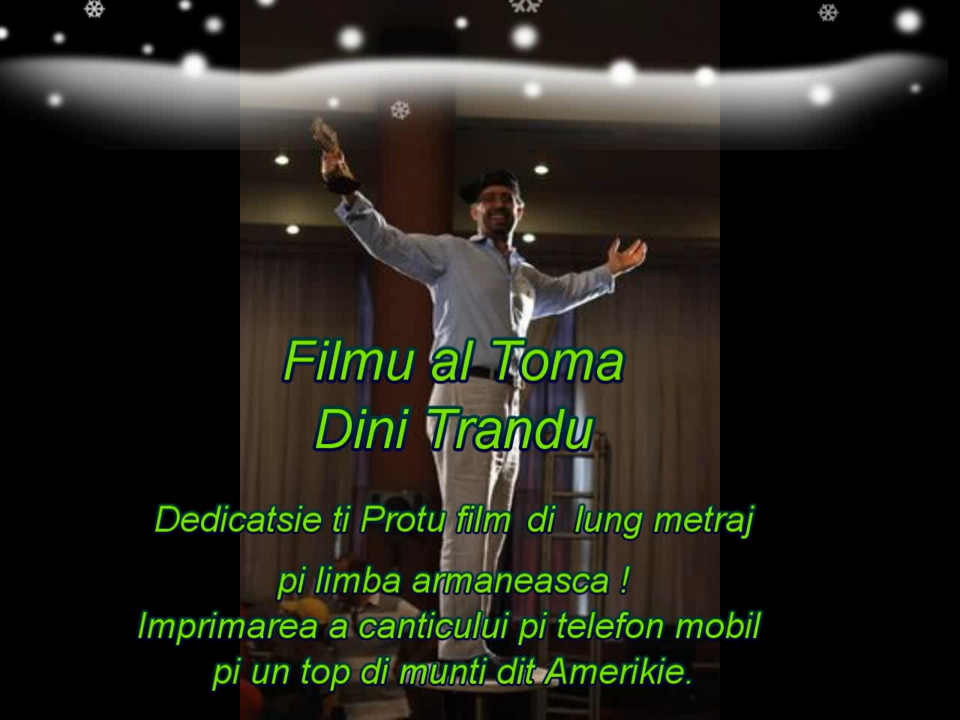 Filmu al Toma
Dini Trandu
Dedicatsie ti Protu film di lung metraj
pi limba armaneasca !
Imprimarea a canticului pi telefon mobil
pi un top di munti dit Amerikie.